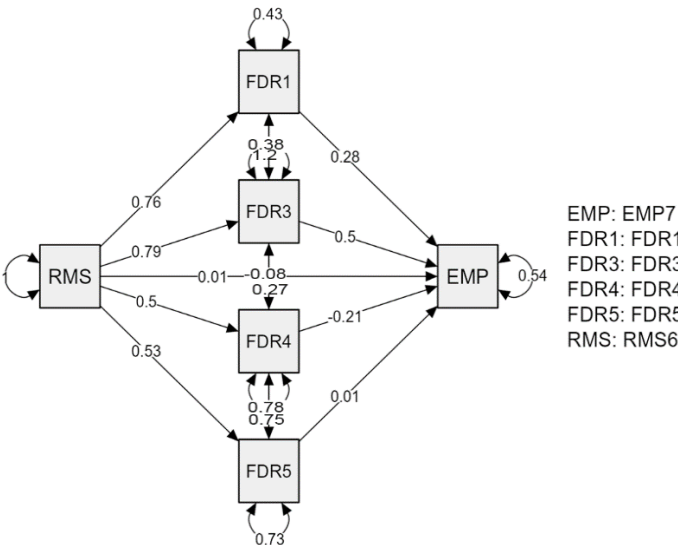 0.43
FDR1
0.38
1.2
0.28
0.76
FDR3
0.79
0.5
EMP: EMP7
FDR1: FDR1
FDR3: FDR3
FDR4: FDR4
FDR5: FDR5
RMS: RMS6
RMS
0.01
-0.08
0.27
EMP
0.54
0.5
-0.21
FDR4
0.53
0.78
0.75
0.01
FDR5
0.73